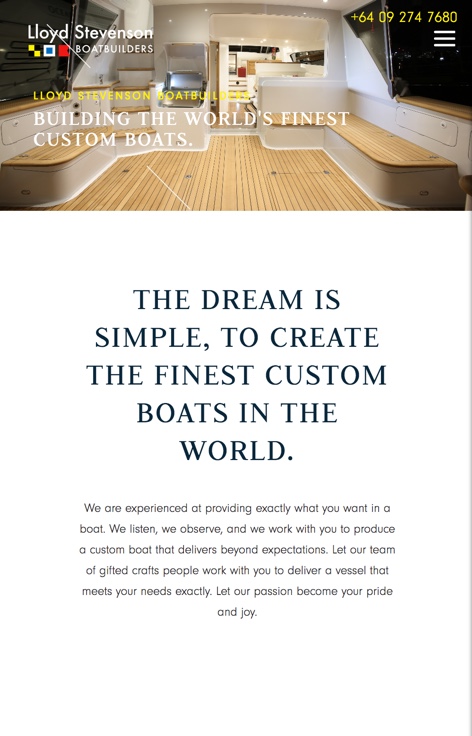 +64 09 274 7680
Lloyd Stevenson
BOATBUILDERS
LLOYD STEVENSON BOATBUILDERS
BUILDING THE WORLD'S FINEST
CUSTOM BOATS.
THE DREAM IS
SIMPLE, TO CREATE
THE FINEST CUSTOM
BOATS IN THE
WORLD.
We are experienced at providing exactly what you want in a
boat. We listen, we observe, and we work with you to produce
a custom boat that delivers beyond expectations. Let our team
of gifted crafts people work with you to deliver a vessel that
meets your needs exactly. Let our passion become your pride
and joy.